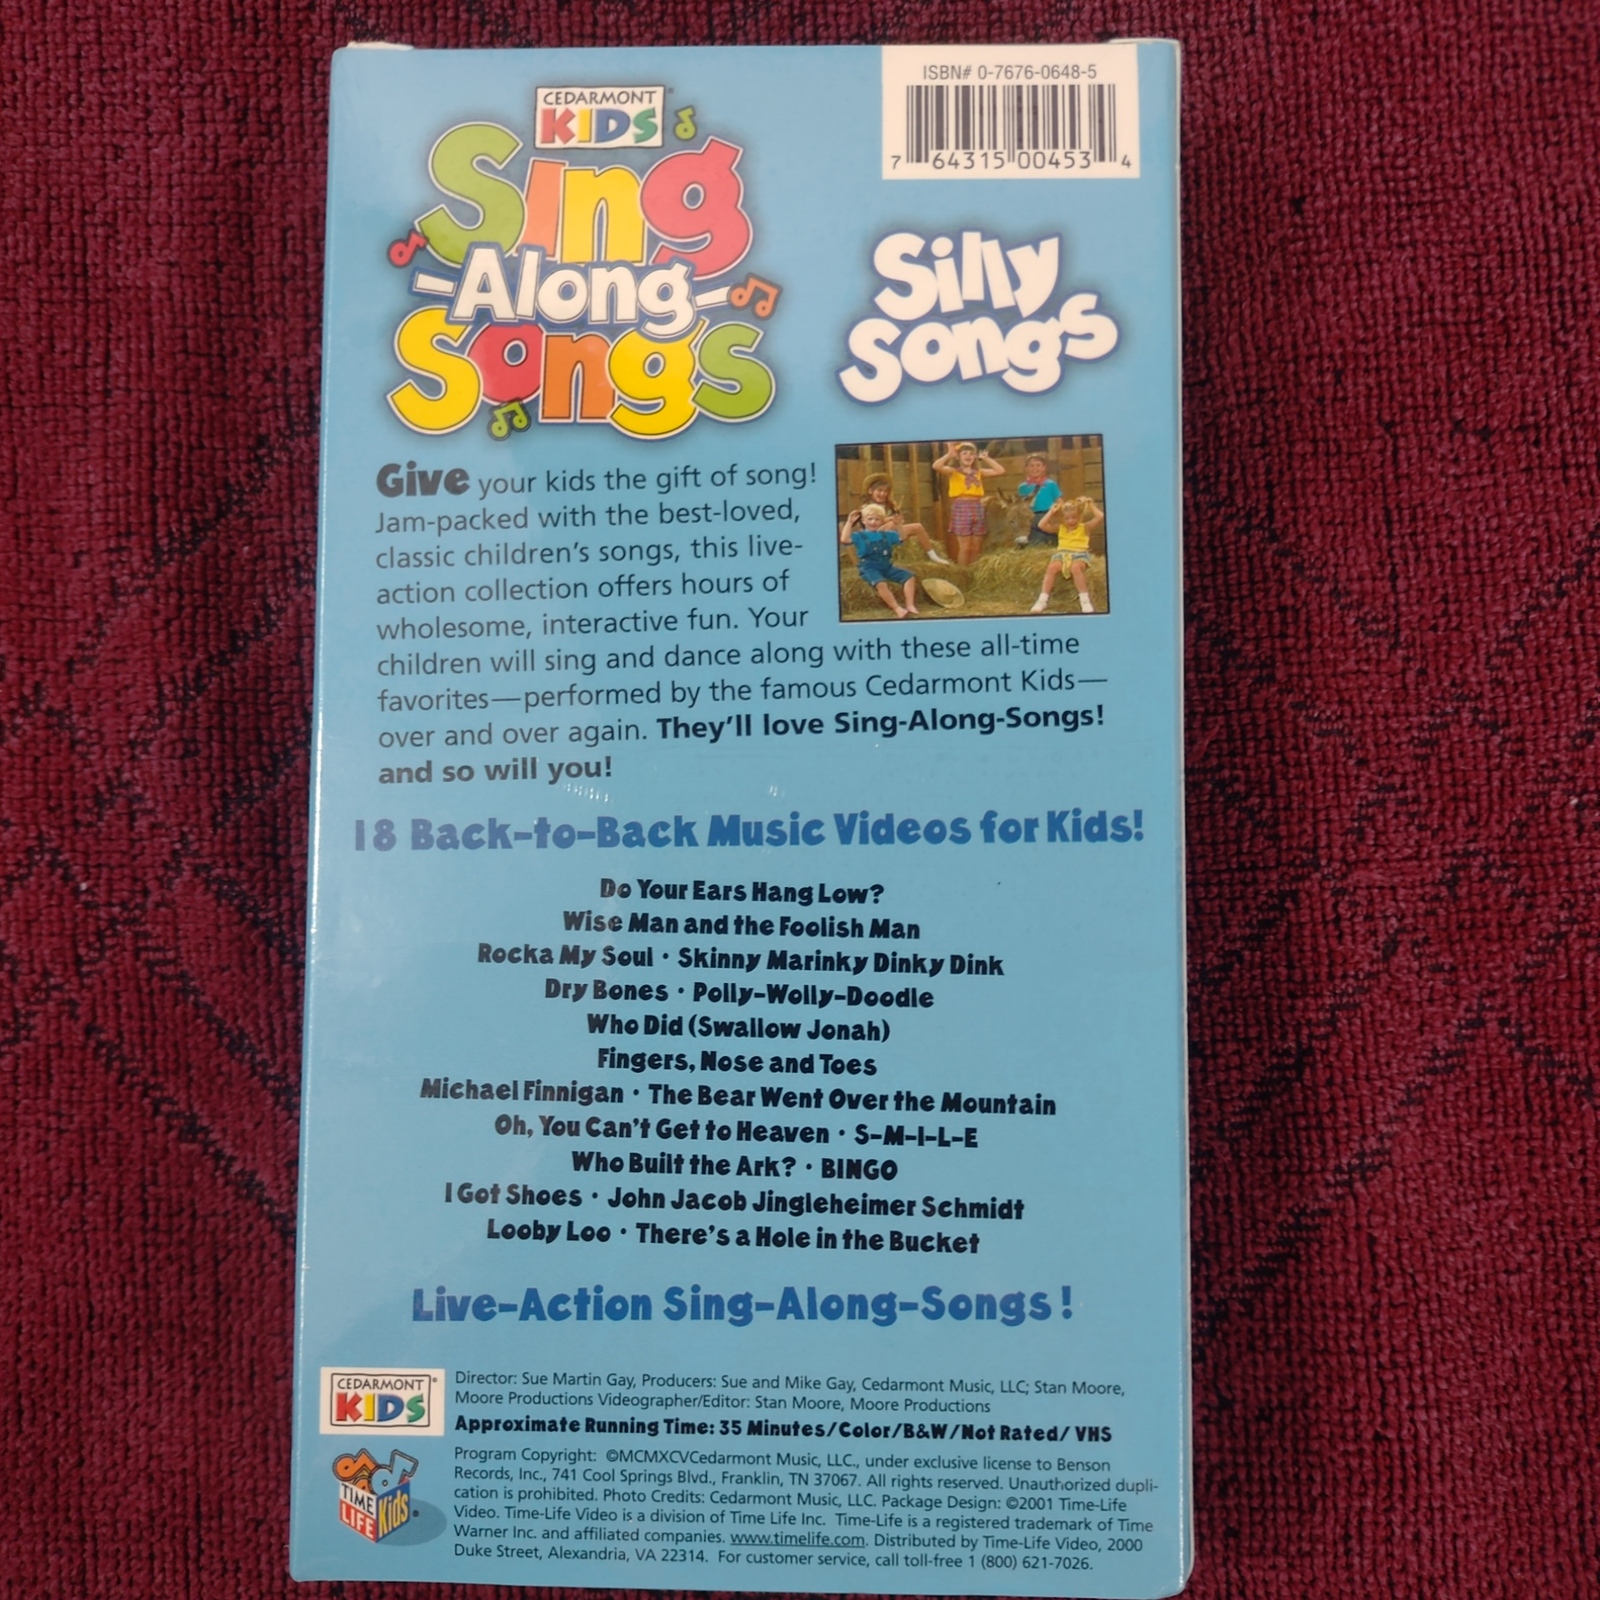 CEDARMONT
KIDS
Sing
-Along-
Songs
ISBN# 0-7676-0648-5
7 64315 00453 4
Silly
Songs
Give your kids the gift of song!
Jam-packed with the best-loved,
classic children's songs, this live-
action collection offers hours of
wholesome, interactive fun. Your
children will sing and dance along with these all-time
favorites—performed by the famous Cedarmont Kids—
over and over again. They'll love Sing-Along-Songs!
and so will you!
18 Back-to-Back Music Videos for Kids!
Do Your Ears Hang Low?
Wise Man and the Foolish Man
Rocka My Soul • Skinny Marinky Dinky Dink
Dry Bones • Polly-Wolly-Doodle
Who Did (Swallow Jonah)
Fingers, Nose and Toes
Michael Finnigan • The Bear Went Over the Mountain
Oh, You Can't Get to Heaven • S-M-I-L-E
Who Built the Ark? • BINGO
I Got Shoes • John Jacob Jingleheimer Schmidt
Looby Loo • There's a Hole in the Bucket
Live-Action Sing-Along-Songs!
CEDARMONT®
KIDS
Director: Sue Martin Gay, Producers: Sue and Mike Gay, Cedarmont Music, LLC; Stan Moore,
Moore Productions Videographer/Editor: Stan Moore, Moore Productions
Approximate Running Time: 35 Minutes/Color/B&W/Not Rated/ VHS
TIME
LIFE
Kids
Program Copyright: ©MCMXCVCedarmont Music, LLC., under exclusive license to Benson
Records, Inc., 741 Cool Springs Blvd., Franklin, TN 37067. All rights reserved. Unauthorized dupli-
cation is prohibited. Photo Credits: Cedarmont Music, LLC. Package Design: ©2001 Time-Life
Video. Time-Life Video is a division of Time Life Inc. Time-Life is a registered trademark of Time
Warner Inc. and affiliated companies. www.timelife.com. Distributed by Time-Life Video, 2000
Duke Street, Alexandria, VA 22314. For customer service, call toll-free 1 (800) 621-7026.